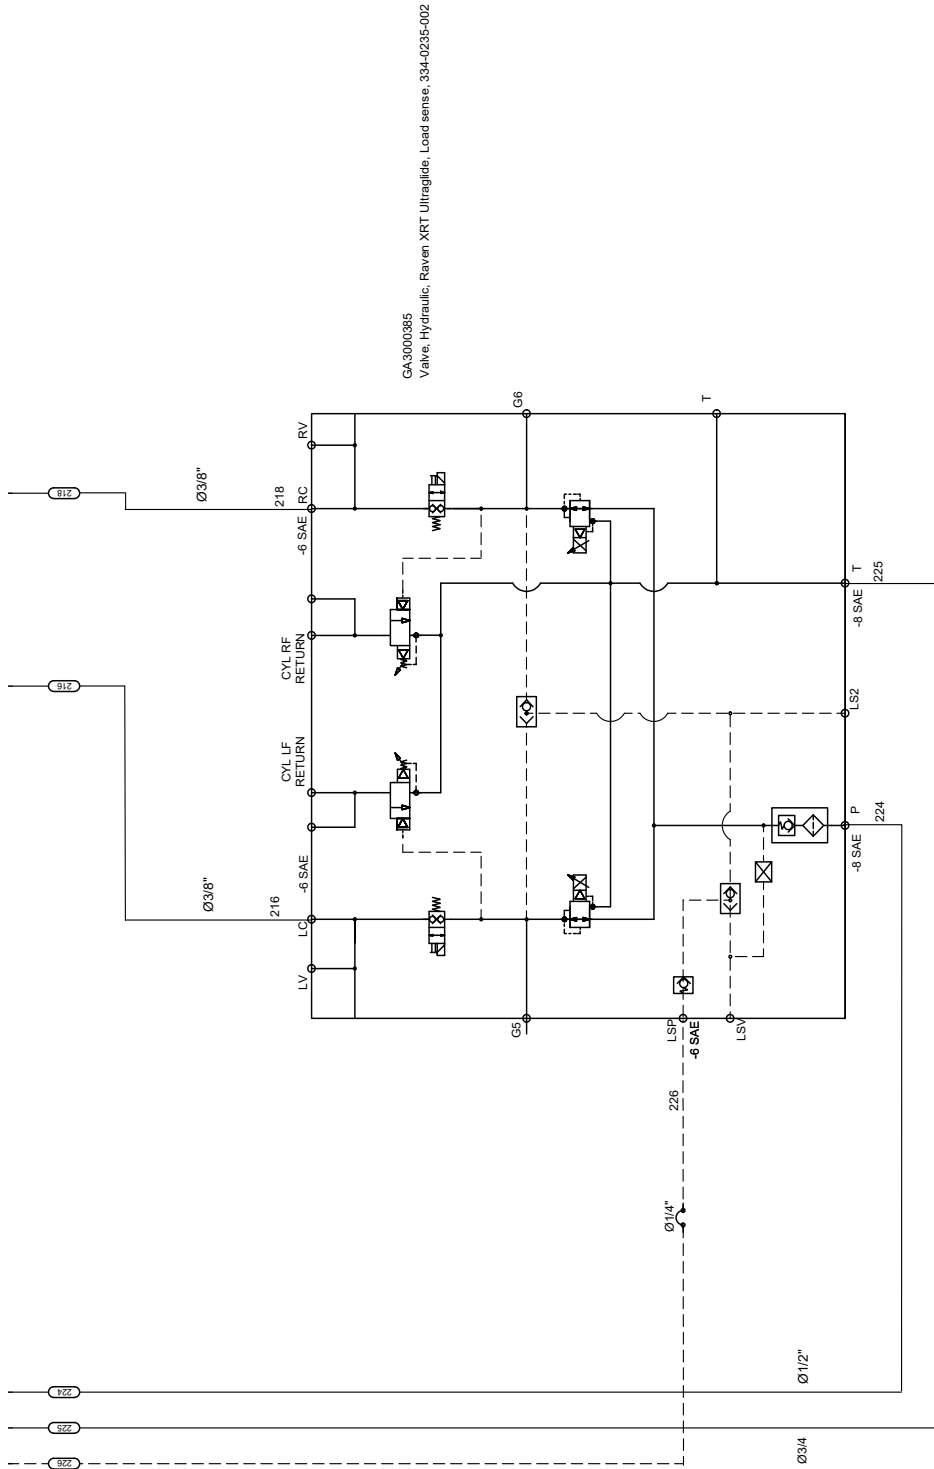 GA3000385
Valve, Hydraulic, Raven XRT Ultraglide, Load sense, 334-0235-002
218
Ø3/8"
218
RC
-6 SAE
RV
G6
T
CYL RF
RETURN
216
Ø3/8"
216
LC
-6 SAE
LV
CYL LF
RETURN
T
225
-8 SAE
LS2
P
224
-8 SAE
G5
LSP
-6 SAE
LSV
226
Ø1/4"
224
Ø1/2"
225
Ø3/4
226